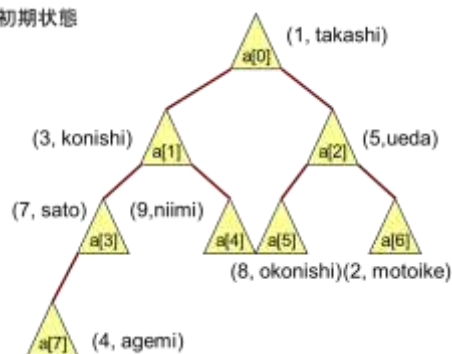 初期状態
(1, takashi)
a[0]
(3, konishi)
a[1]
a[2]
(5,ueda)
(7, sato)
(9,niimi)
a[3]
a[4]
a[5]
a[6]
(8, okonishi)(2, motoike)
a[7]
(4, agemi)